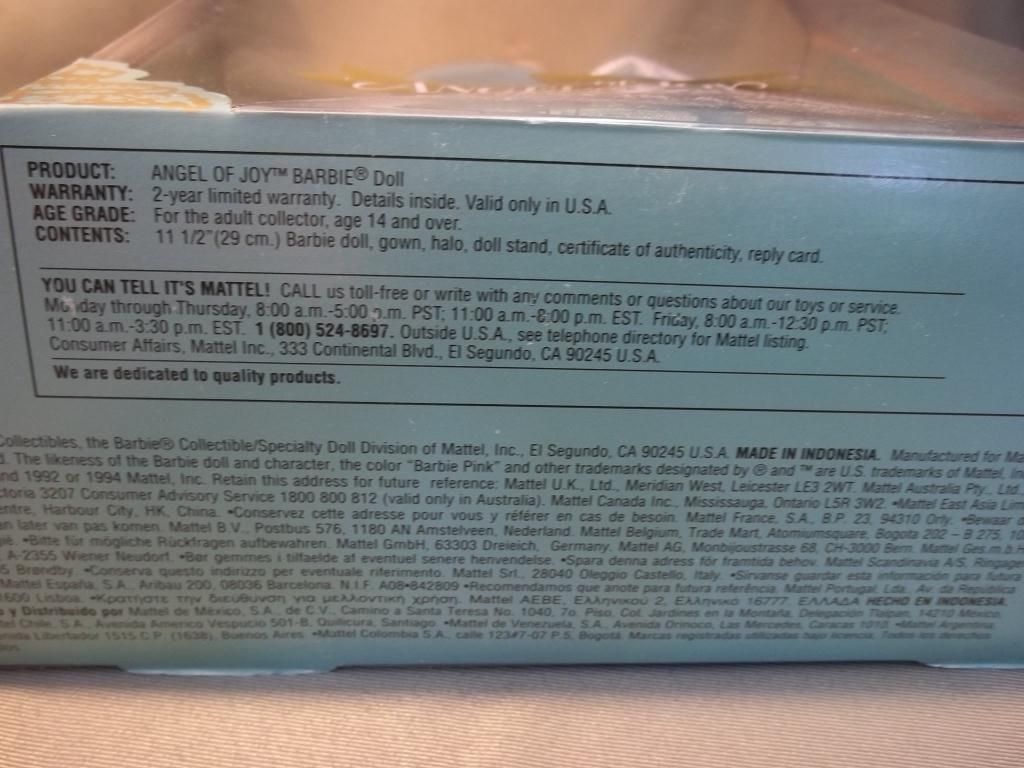 PRODUCT: ANGEL OF JOY™ BARBIE® Doll
WARRANTY: 2-year limited warranty. Details inside. Valid only in U.S.A.
AGE GRADE: For the adult collector, age 14 and over.
CONTENTS: 11 1/2" (29 cm.) Barbie doll, gown, halo, doll stand, certificate of authenticity, reply card.
YOU CAN TELL IT'S MATTEL! CALL us toll-free or write with any comments or questions about our toys or service.
Monday through Thursday, 8:00 a.m.-5:00 p.m. PST; 11:00 a.m.-8:00 p.m. EST. Friday, 8:00 a.m.-12:30 p.m. PST;
11:00 a.m.-3:30 p.m. EST. 1 (800) 524-8697. Outside U.S.A., see telephone directory for Mattel listing.
Consumer Affairs, Mattel Inc., 333 Continental Blvd., El Segundo, CA 90245 U.S.A.
We are dedicated to quality products.
Collectibles, the Barbie® Collectible/Specialty Doll Division of Mattel, Inc., El Segundo, CA 90245 U.S.A. MADE IN INDONESIA. Manufactured for Ma
d. The likeness of the Barbie doll and character, the color "Barbie Pink" and other trademarks designated by ® and ™ are U.S. trademarks of Mattel, In
nd 1992 or 1994 Mattel, Inc. Retain this address for future reference: Mattel U.K., Ltd., Meridian West, Leicester LE3 2WT. Mattel Australia Pty., Ltd.
ctoria 3207 Consumer Advisory Service 1800 800 812 (valid only in Australia). Mattel Canada Inc., Mississauga, Ontario L5R 3W2. •Mattel East Asia Lim
entre, Harbour City, HK, China. •Conservez cette adresse pour vous y référer en cas de besoin. Mattel France, S.A., B.P. 23, 94310 Orly. •Bewaar d
an later van pas komen. Mattel B.V., Postbus 576, 1180 AN Amstelveen, Nederland. Mattel Belgium, Trade Mart, Atomiumsquare, Bogota 202 - B 275, 10
gië. •Bitte für mögliche Rückfragen aufbewahren. Mattel GmbH, 63303 Dreieich, Germany. Mattel AG, Monbijoustrasse 68, CH-3000 Bern. Mattel Ges.m.b.H
A-2355 Wiener Neudorf. •Bør gemmes i tilfaelde af eventuel senere henvendelse. •Spara denna adress för framtida behov. Mattel Scandinavia A/S, Ringage
5 Brøndby. •Conserva questo indirizzo per eventuale riferimento. Mattel Srl., 28040 Oleggio Castello, Italy. •Sirvanse guardar esta información para futura
Mattel España, S.A., Aribau 200, 08036 Barcelona. N.I.F. A08•842809 •Recomendamos que anote para futura referência. Mattel Portugal, Lda., Av. da República
1600 Lisboa. •Κρατήστε την διεύθυνση για μελλοντική χρήση. Mattel AEBE, Ελληνικού 2, Ελληνικό 16777, ΕΛΛΑΔΑ HECHO EN INDONESIA.
o y Distribuido por Mattel de México, S.A., de C.V., Camino a Santa Teresa No. 1040, 7o. Piso, Col. Jardines en la Montaña, Delegación Tlalpan, 14210 México,
tel Chile, S.A., Avenida Américo Vespucio 501-B, Quilicura, Santiago. •Mattel de Venezuela, S.A., Avenida Orinoco, Las Mercedes, Caracas 1010. •Mattel Argentina,
nida Libertador 1515 C.P. (1638), Buenos Aires. •Mattel Colombia S.A., calle 123#7-07 P.5, Bogotá. Marcas registradas utilizadas bajo licencia. Todos los derechos